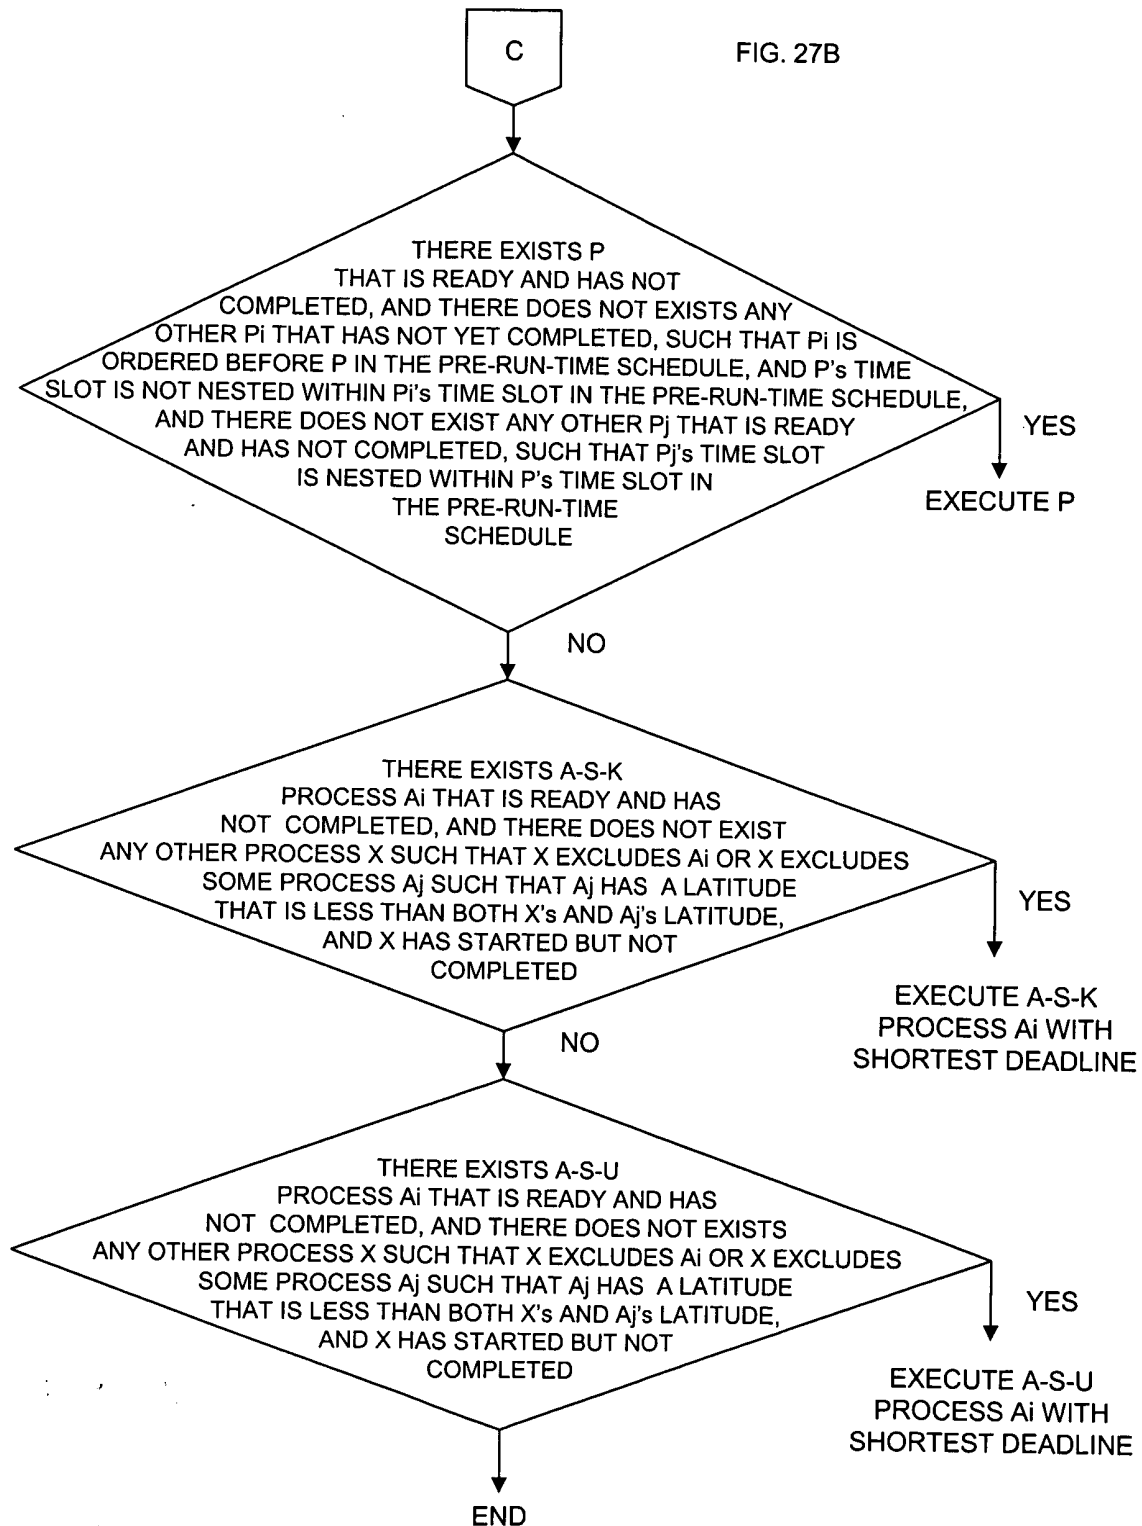 C
FIG. 27B
THERE EXISTS P
THAT IS READY AND HAS NOT
COMPLETED, AND THERE DOES NOT EXISTS ANY
OTHER Pi THAT HAS NOT YET COMPLETED, SUCH THAT Pi IS
ORDERED BEFORE P IN THE PRE-RUN-TIME SCHEDULE, AND P's TIME
SLOT IS NOT NESTED WITHIN Pi's TIME SLOT IN THE PRE-RUN-TIME SCHEDULE,
AND THERE DOES NOT EXIST ANY OTHER Pj THAT IS READY
AND HAS NOT COMPLETED, SUCH THAT Pj's TIME SLOT
IS NESTED WITHIN P's TIME SLOT IN
THE PRE-RUN-TIME
SCHEDULE
YES
EXECUTE P
NO
THERE EXISTS A-S-K
PROCESS Ai THAT IS READY AND HAS
NOT COMPLETED, AND THERE DOES NOT EXIST
ANY OTHER PROCESS X SUCH THAT X EXCLUDES Ai OR X EXCLUDES
SOME PROCESS Aj SUCH THAT Aj HAS A LATITUDE
THAT IS LESS THAN BOTH X's AND Aj's LATITUDE,
AND X HAS STARTED BUT NOT
COMPLETED
YES
EXECUTE A-S-K
PROCESS Ai WITH
SHORTEST DEADLINE
NO
THERE EXISTS A-S-U
PROCESS Ai THAT IS READY AND HAS
NOT COMPLETED, AND THERE DOES NOT EXISTS
ANY OTHER PROCESS X SUCH THAT X EXCLUDES Ai OR X EXCLUDES
SOME PROCESS Aj SUCH THAT Aj HAS A LATITUDE
THAT IS LESS THAN BOTH X's AND Aj's LATITUDE,
AND X HAS STARTED BUT NOT
COMPLETED
YES
EXECUTE A-S-U
PROCESS Ai WITH
SHORTEST DEADLINE
END